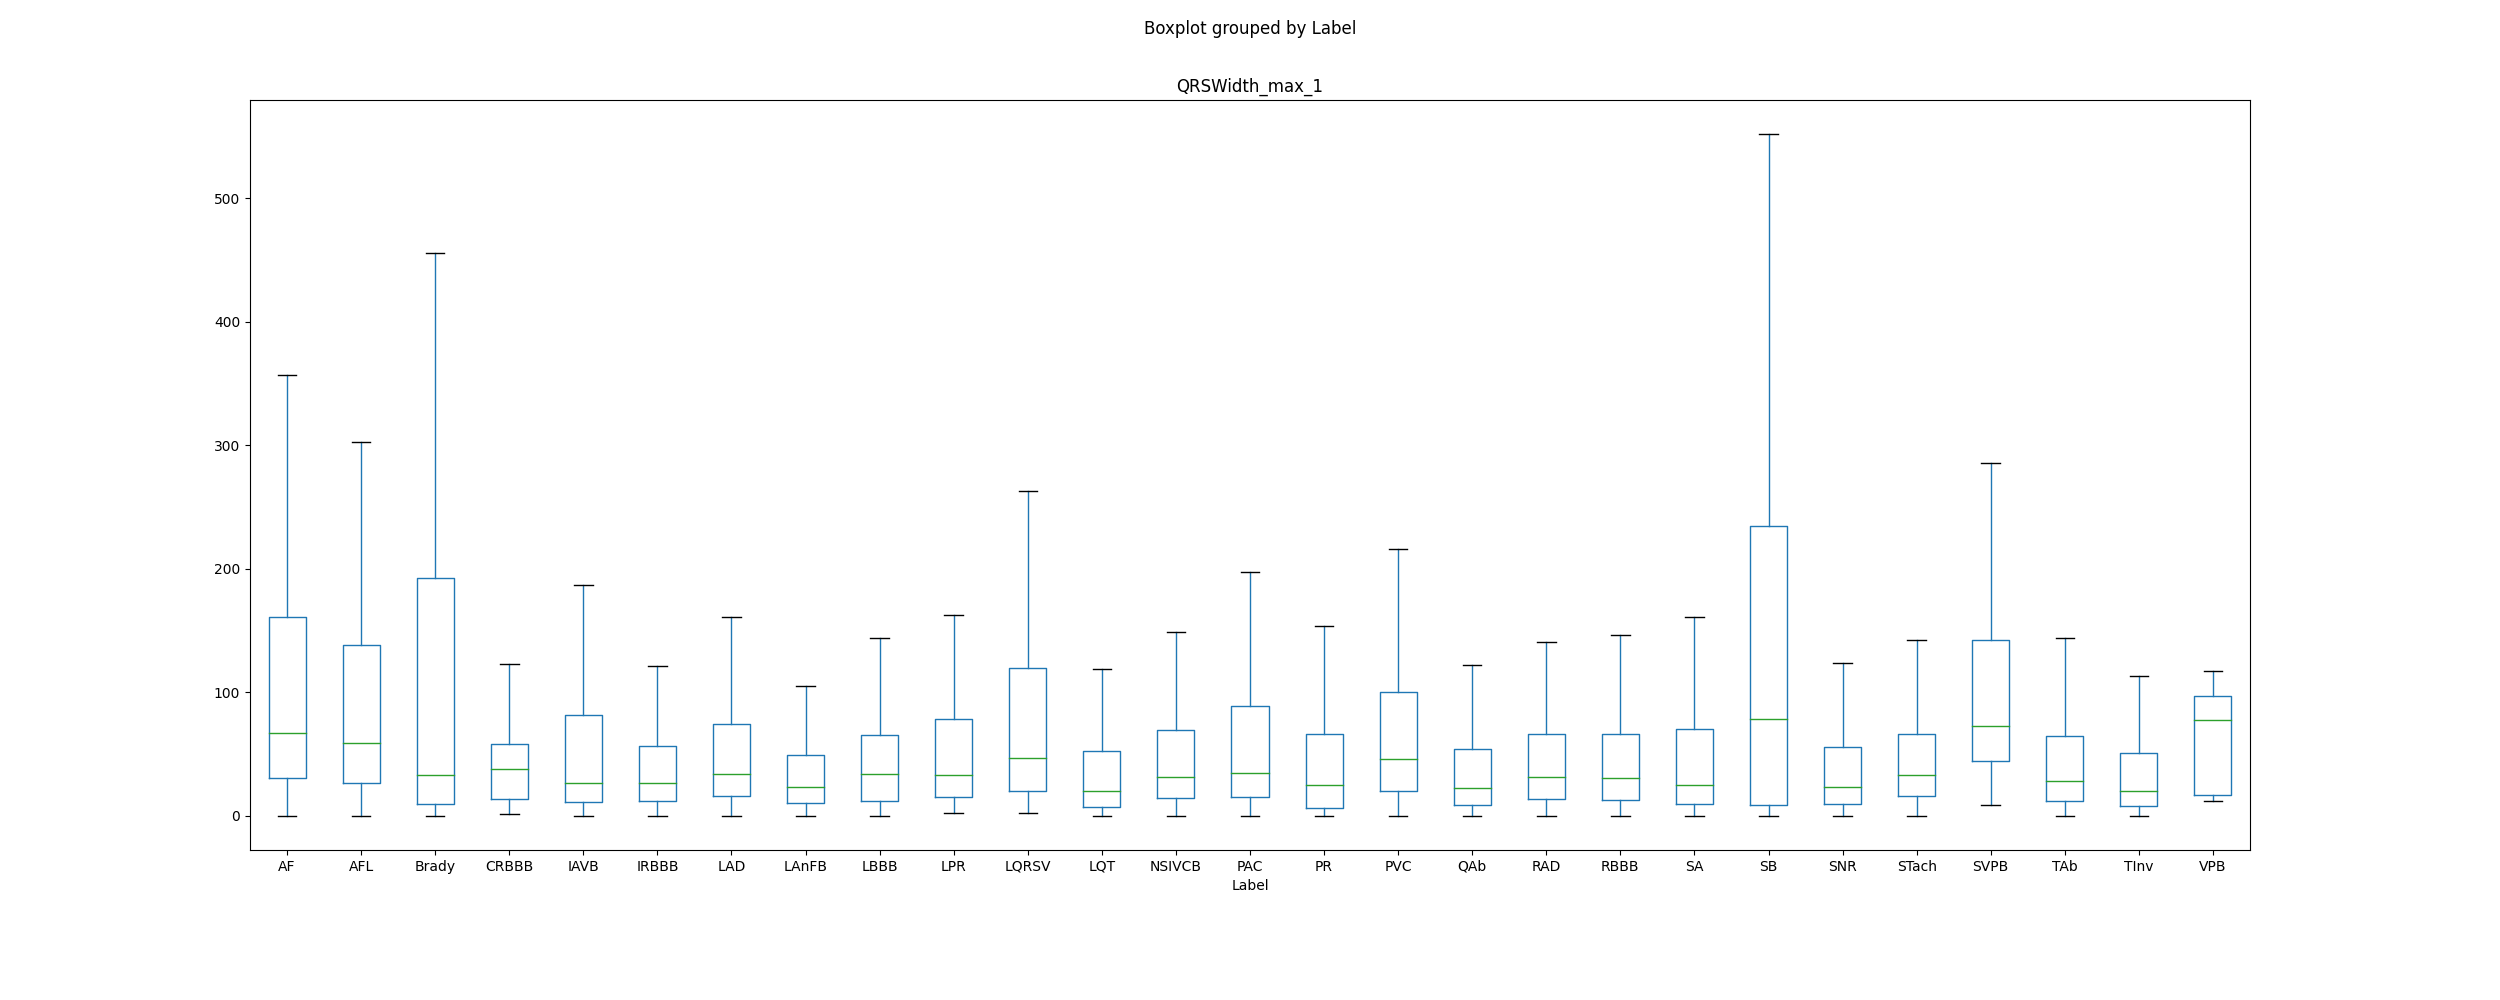 Boxplot grouped by Label
QRSWidth_max_1
500
400
300
200
100
0
AF AFL Brady CRBBB IAVB IRBBB LAD LAnFB LBBB LPR LQRSV LQT NSIVCB PAC PR PVC QAb RAD RBBB SA SB SNR STach SVPB TAb TInv VPB
Label